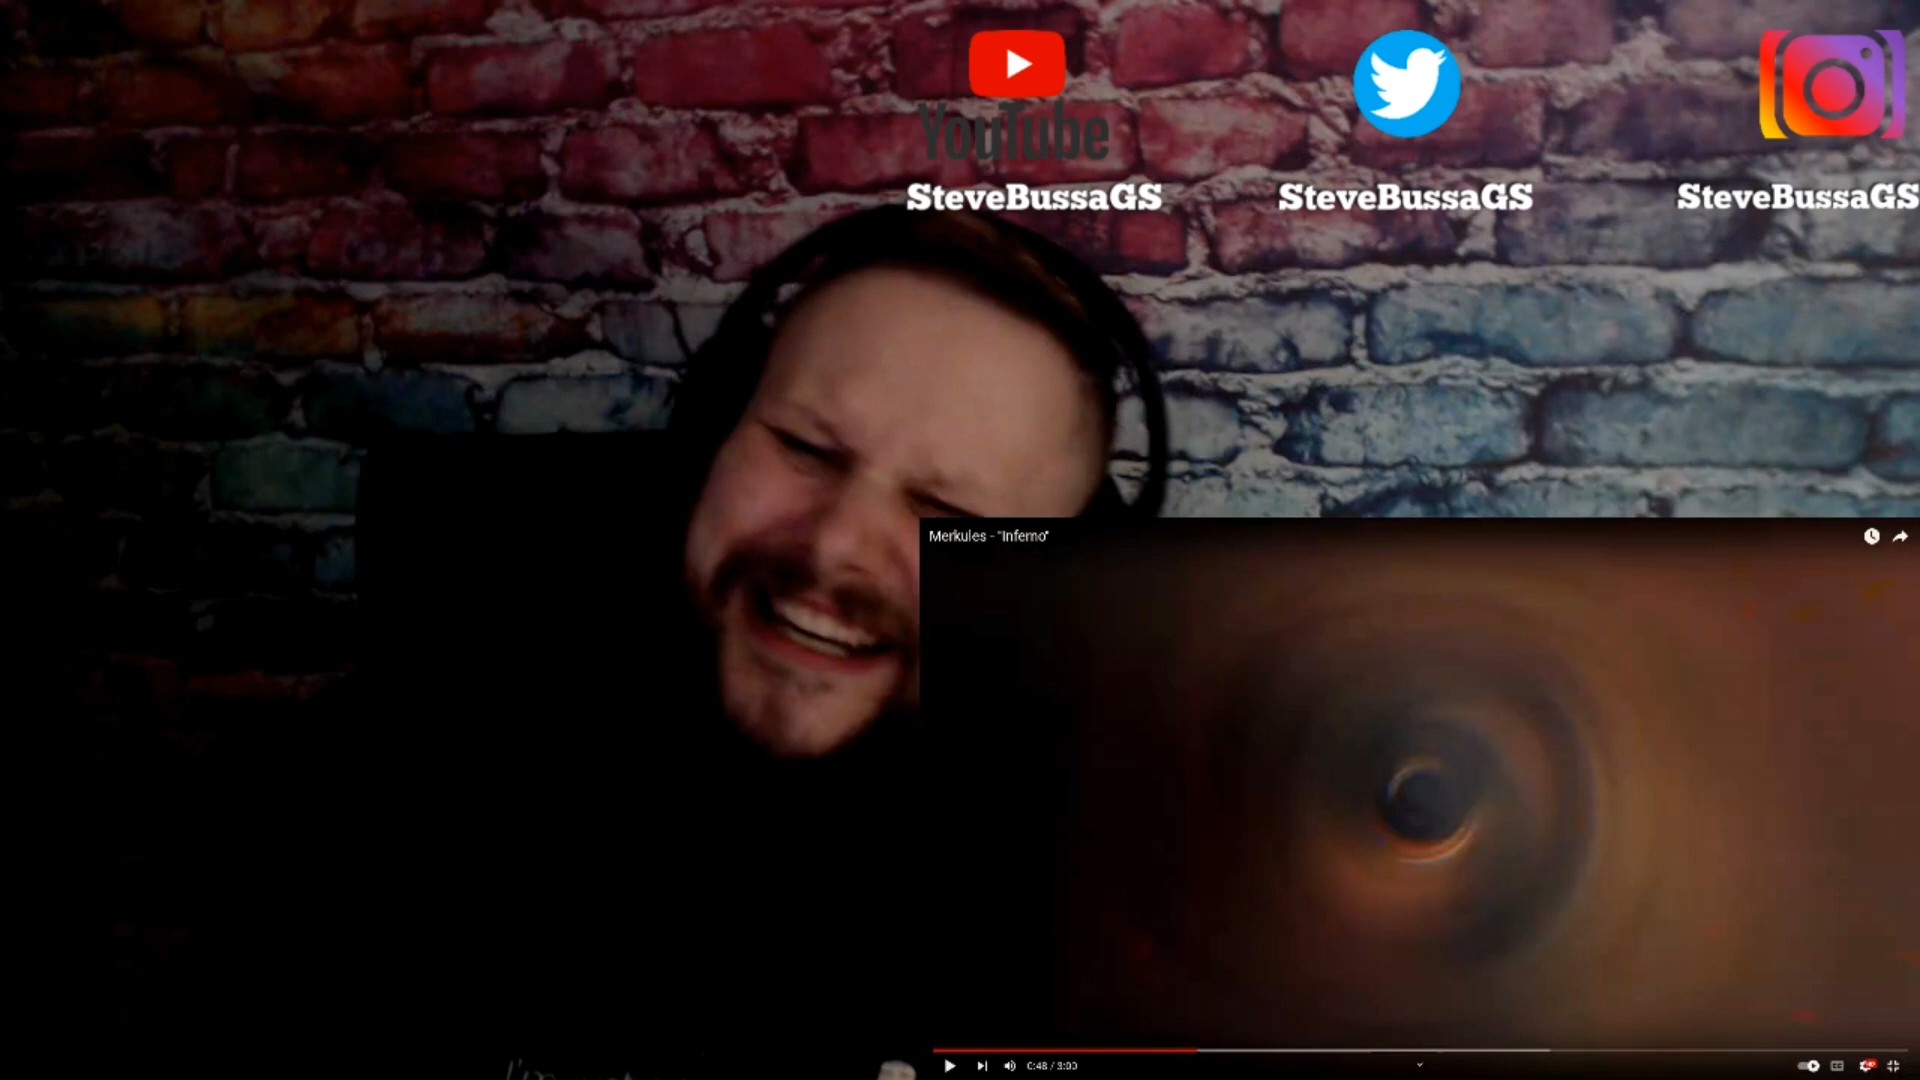 YouTube
SteveBussaGS
SteveBussaGS
SteveBussaGS
Merkules - "Inferno"
0:48 / 3:00